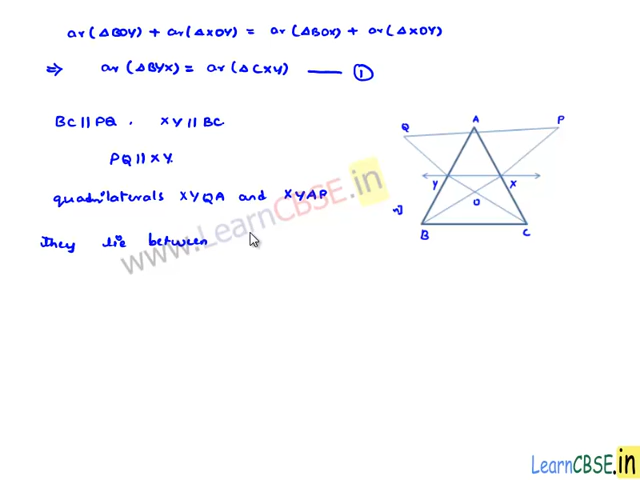 ar(ΔBOY) + ar(ΔXOY) = ar(ΔBOX) + ar(ΔXOY)
⇒ ar(ΔBYX) = ar(ΔCXY) —— ①
BC || PQ . XY || BC
PQ || XY.
quadrilaterals XYQA and XYAP
They lie between
Q A P
Y X
O
B C
www.LearnCBSE.in
LearnCBSE.in